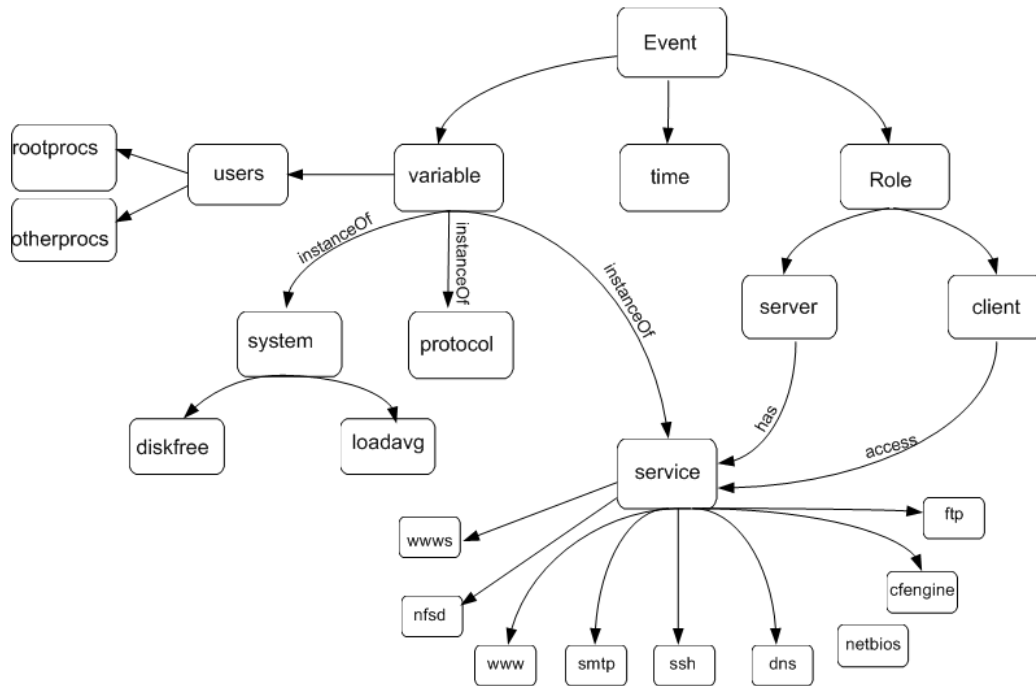 Event
rootprocs
users
variable
time
Role
otherprocs
instanceOf
instanceOf
instanceOf
system
protocol
server
client
diskfree
loadavg
has
access
service
wwws
ftp
nfsd
cfengine
www
smtp
ssh
dns
netbios